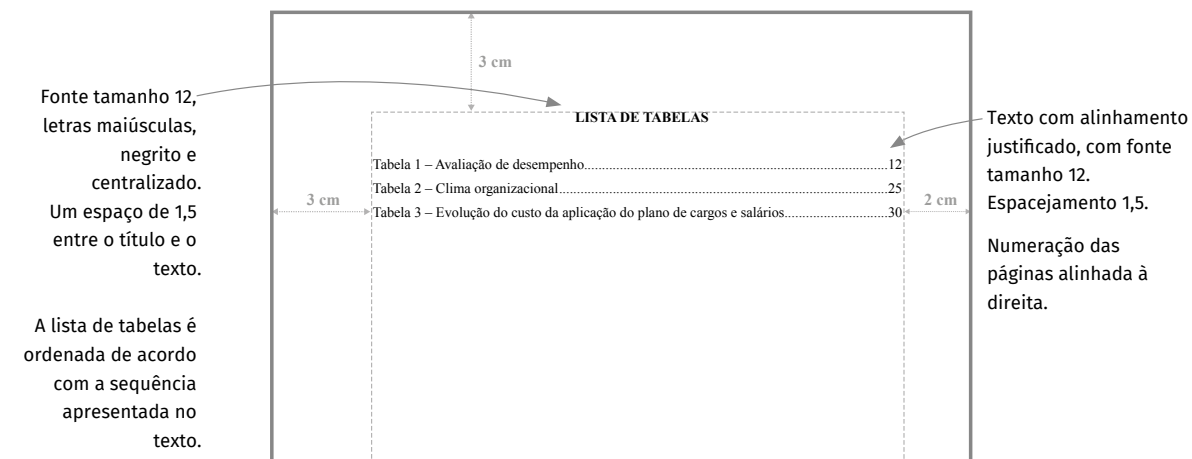 Fonte tamanho 12,
letras maiúsculas,
negrito e
centralizado.
Um espaço de 1,5
entre o título e o
texto.
A lista de tabelas é
ordenada de acordo
com a sequência
apresentada no
texto.
3 cm
LISTA DE TABELAS
Tabela 1 – Avaliação de desempenho..............................................................................12
Tabela 2 – Clima organizacional.....................................................................................25
Tabela 3 – Evolução do custo da aplicação do plano de cargos e salários..........................30
3 cm
2 cm
Texto com alinhamento
justificado, com fonte
tamanho 12.
Espacejamento 1,5.
Numeração das
páginas alinhada à
direita.